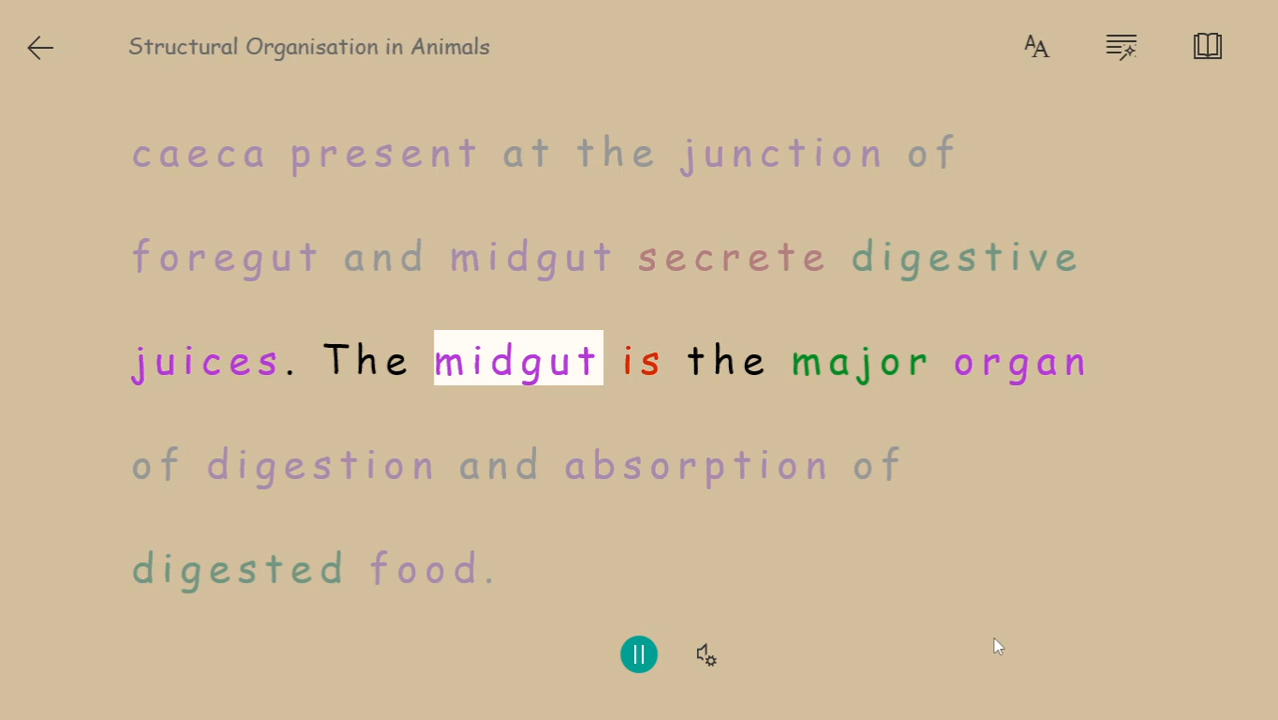 Structural Organisation in Animals
caeca present at the junction of
foregut and midgut secrete digestive
juices. The midgut is the major organ
of digestion and absorption of
digested food.